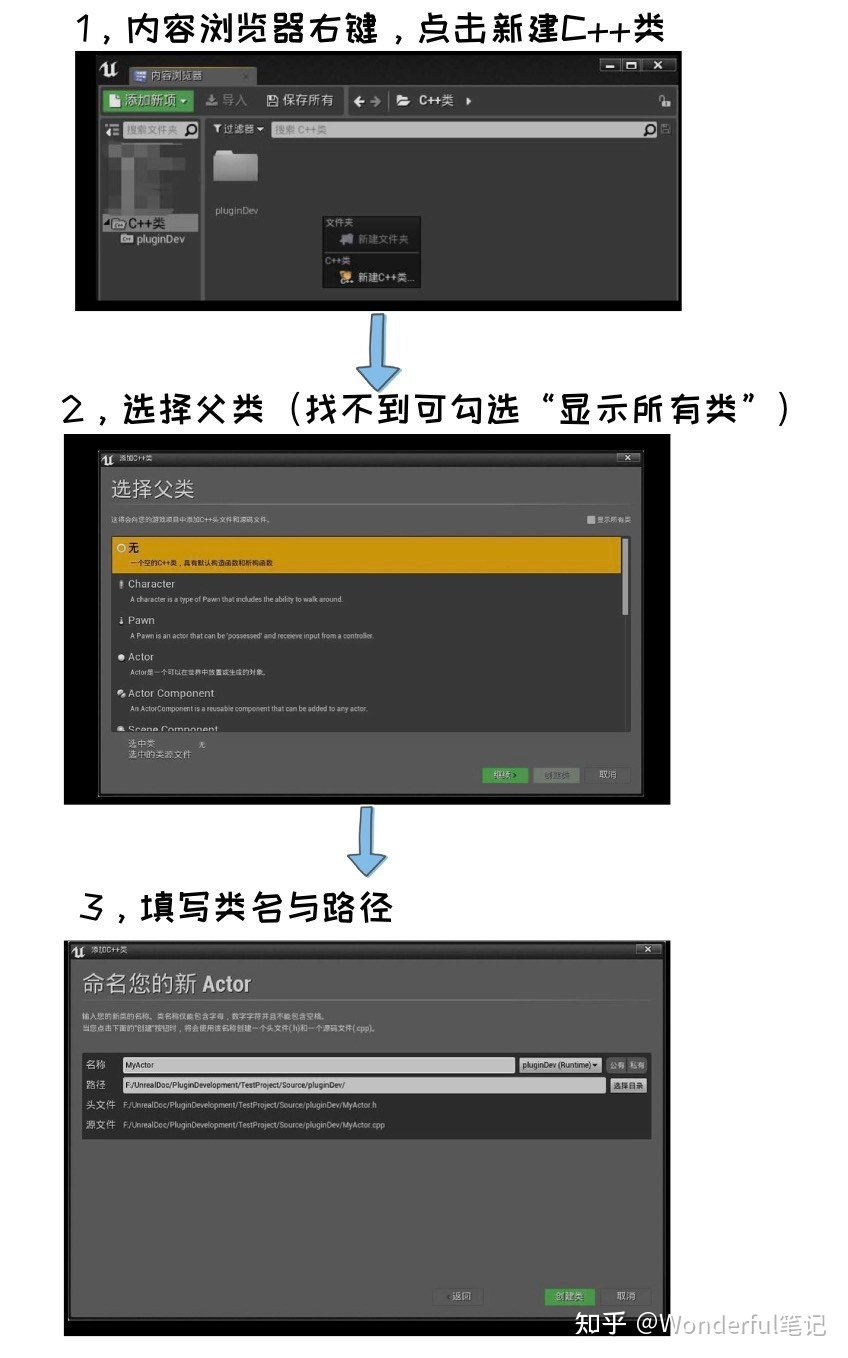 1，内容浏览器右键，点击新建C++类
内容浏览器
添加新项 导入 保存所有 C++类
搜索文件夹 过滤器 搜索 C++类
C++类
pluginDev
pluginDev
文件夹
新建文件夹
C++类
新建C++类...
2，选择父类（找不到可勾选“显示所有类”）
添加C++类
选择父类
这将会向您的游戏项目中添加C++头文件和源码文件。 显示所有类
无
一个空的C++类，具有默认构造函数和析构函数
Character
A character is a type of Pawn that includes the ability to walk around.
Pawn
A Pawn is an actor that can be 'possessed' and receieve input from a controller.
Actor
Actor是一个可以在世界中放置或生成的对象。
Actor Component
An ActorComponent is a reusable component that can be added to any actor.
Scene Component
选中类 无
选中的类源文件
继续 创建类 取消
3，填写类名与路径
添加C++类
命名您的新 Actor
输入您的新类的名称。类名称仅能包含字母，数字字符并且不能包含空格。
当您点击下面的“创建”按钮时，将会使用该名称创建一个头文件(.h)和一个源码文件(.cpp)。
名称 MyActor pluginDev (Runtime) 公有 私有
路径 F:/UnrealDoc/PluginDevelopment/TestProject/Source/pluginDev/ 选择目录
头文件 F:/UnrealDoc/PluginDevelopment/TestProject/Source/pluginDev/MyActor.h
源文件 F:/UnrealDoc/PluginDevelopment/TestProject/Source/pluginDev/MyActor.cpp
返回 创建类 取消
知乎 @Wonderful笔记